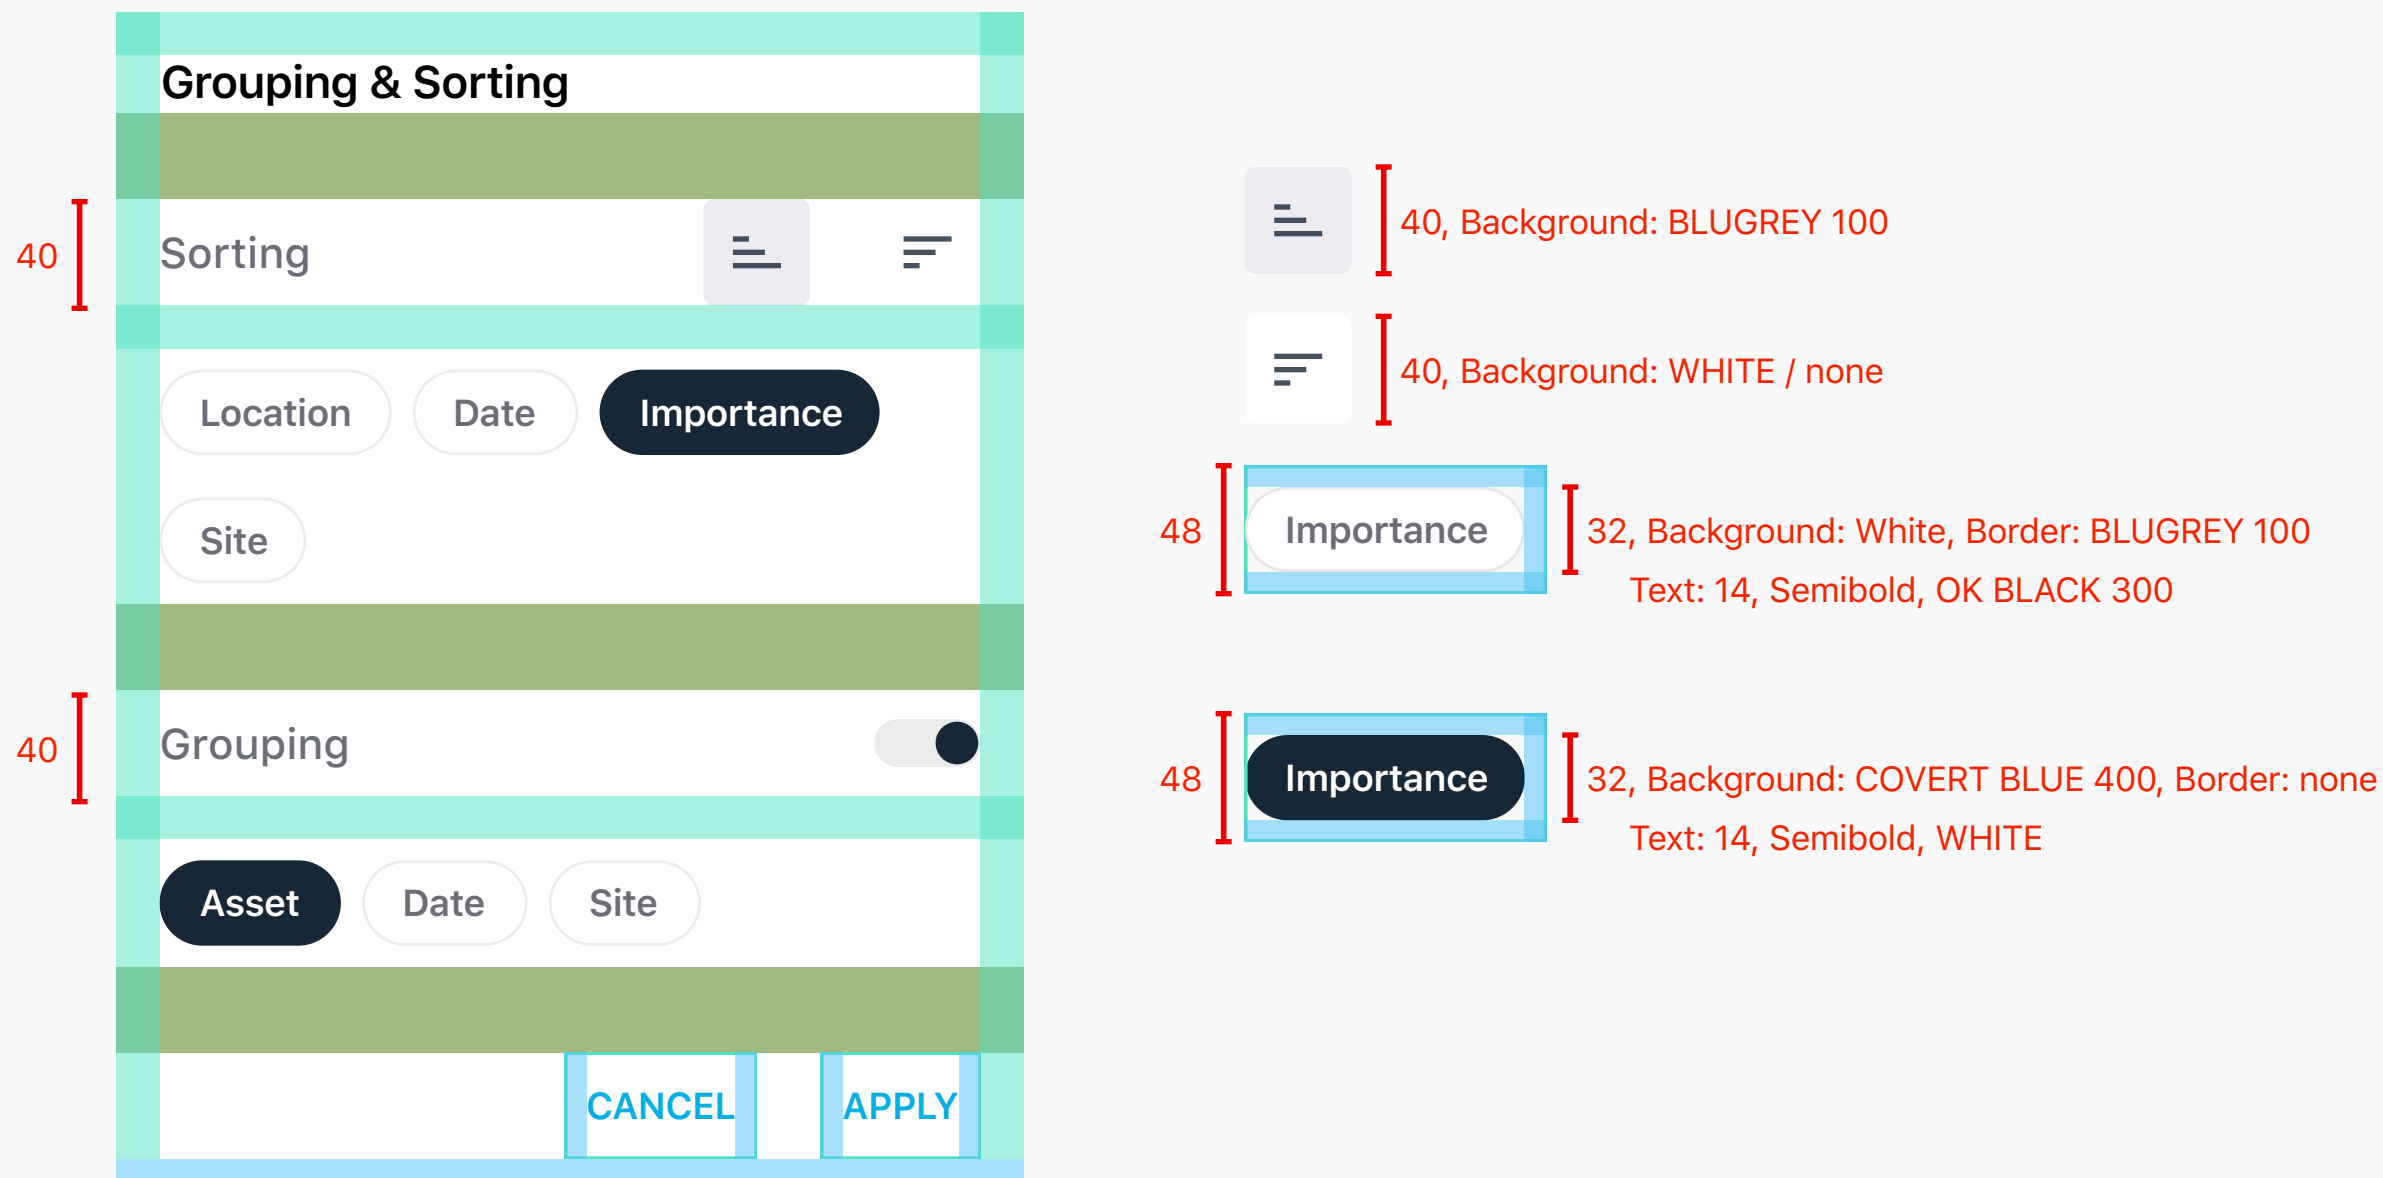 Grouping & Sorting
40
Sorting
Location
Date
Importance
Site
40
Grouping
Asset
Date
Site
CANCEL
APPLY
40, Background: BLUGREY 100
40, Background: WHITE / none
48
Importance
32, Background: White, Border: BLUGREY 100
Text: 14, Semibold, OK BLACK 300
48
Importance
32, Background: COVERT BLUE 400, Border: none
Text: 14, Semibold, WHITE